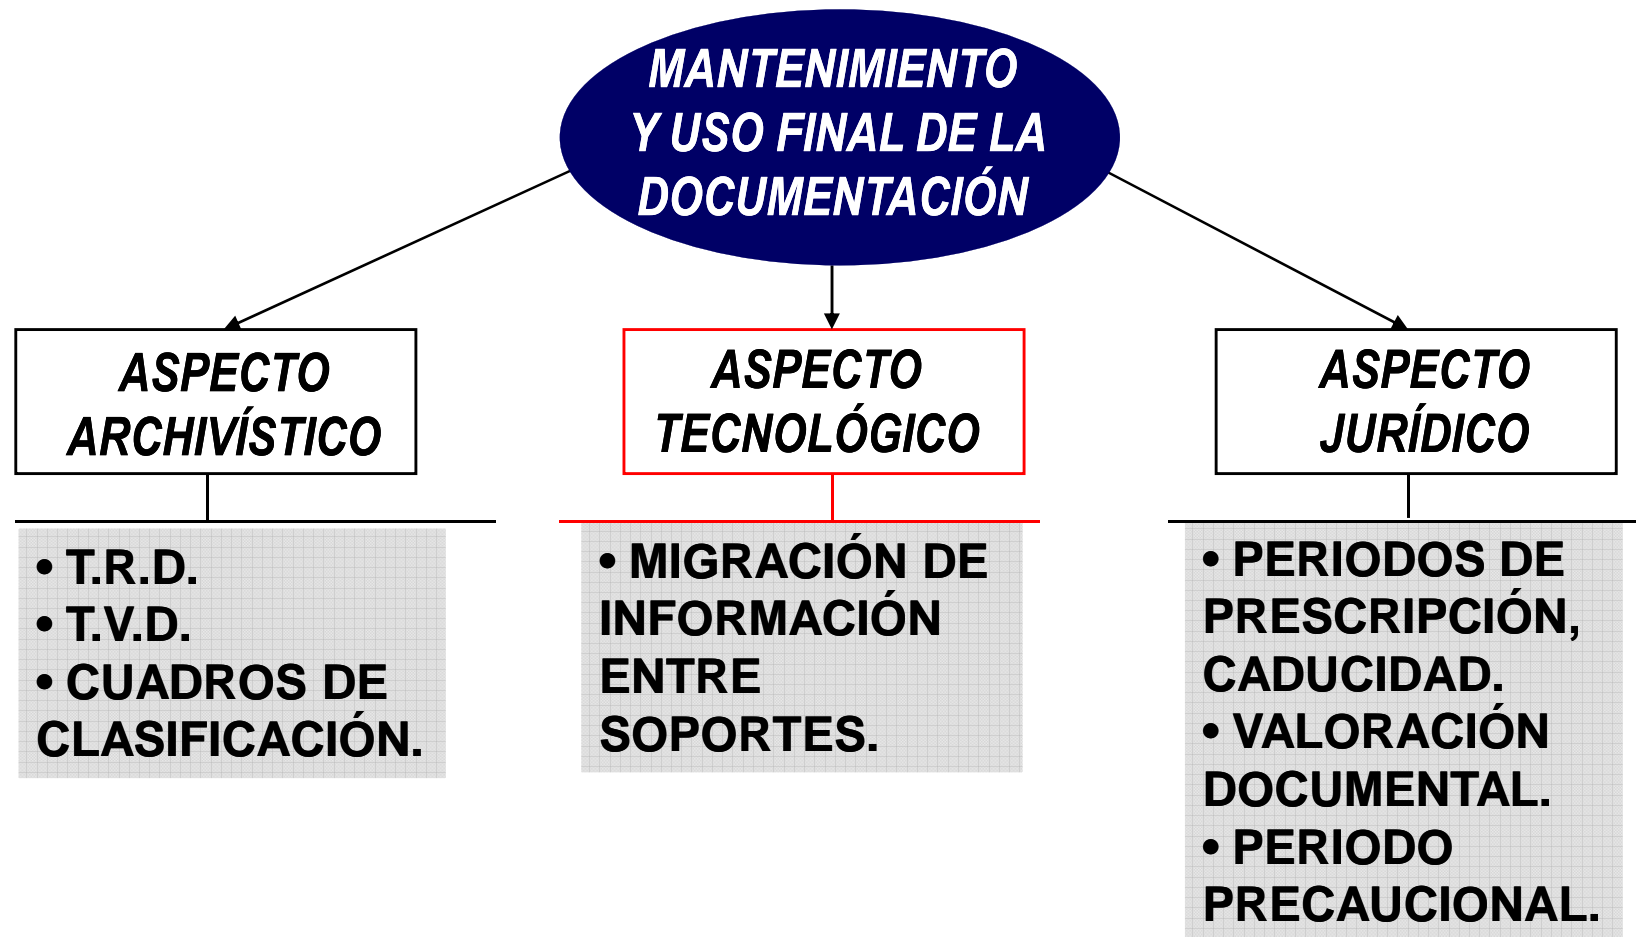 MANTENIMIENTO
Y USO FINAL DE LA
DOCUMENTACIÓN
ASPECTO
ARCHIVÍSTICO
• T.R.D.
• T.V.D.
• CUADROS DE
CLASIFICACIÓN.
ASPECTO
TECNOLÓGICO
• MIGRACIÓN DE
INFORMACIÓN
ENTRE
SOPORTES.
ASPECTO
JURÍDICO
• PERIODOS DE
PRESCRIPCIÓN,
CADUCIDAD.
• VALORACIÓN
DOCUMENTAL.
• PERIODO
PRECAUCIONAL.